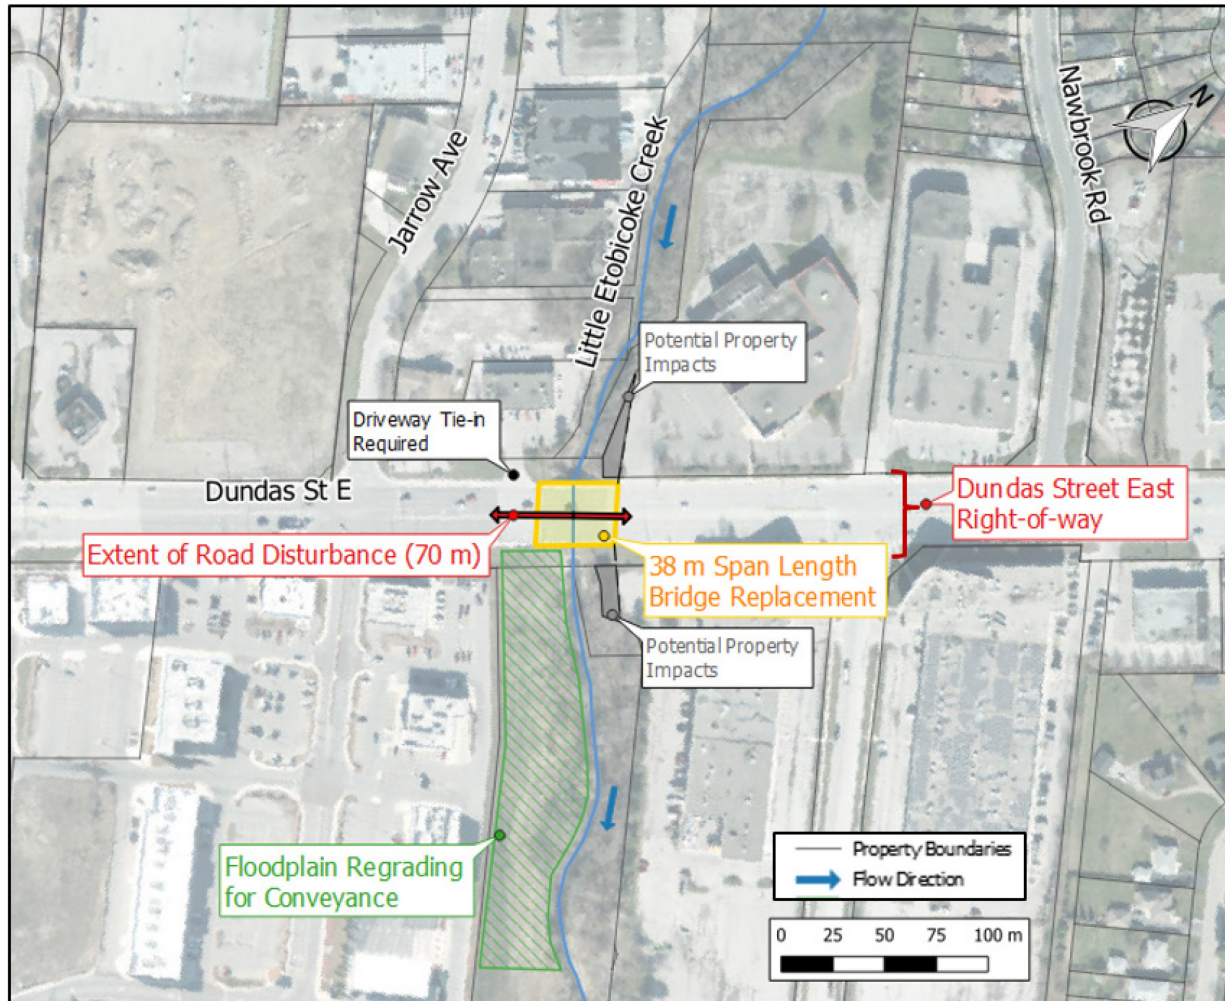 N
Nawbrook Rd
Jarrow Ave
Little Etobicoke Creek
Potential Property
Impacts
Driveway Tie-in
Required
Dundas St E
Dundas Street East
Right-of-way
Extent of Road Disturbance (70 m)
38 m Span Length
Bridge Replacement
Potential Property
Impacts
Floodplain Regrading
for Conveyance
Property Boundaries
Flow Direction
0 25 50 75 100 m